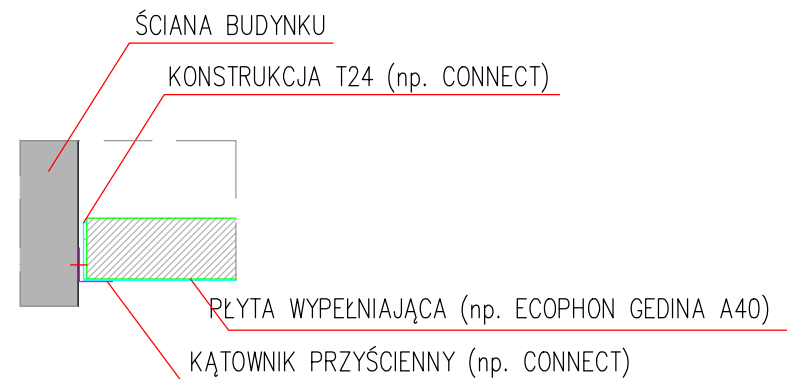 ŚCIANA BUDYNKU
KONSTRUKCJA T24 (np. CONNECT)
PŁYTA WYPEŁNIAJĄCA (np. ECOPHON GEDINA A40)
KĄTOWNIK PRZYŚCIENNY (np. CONNECT)